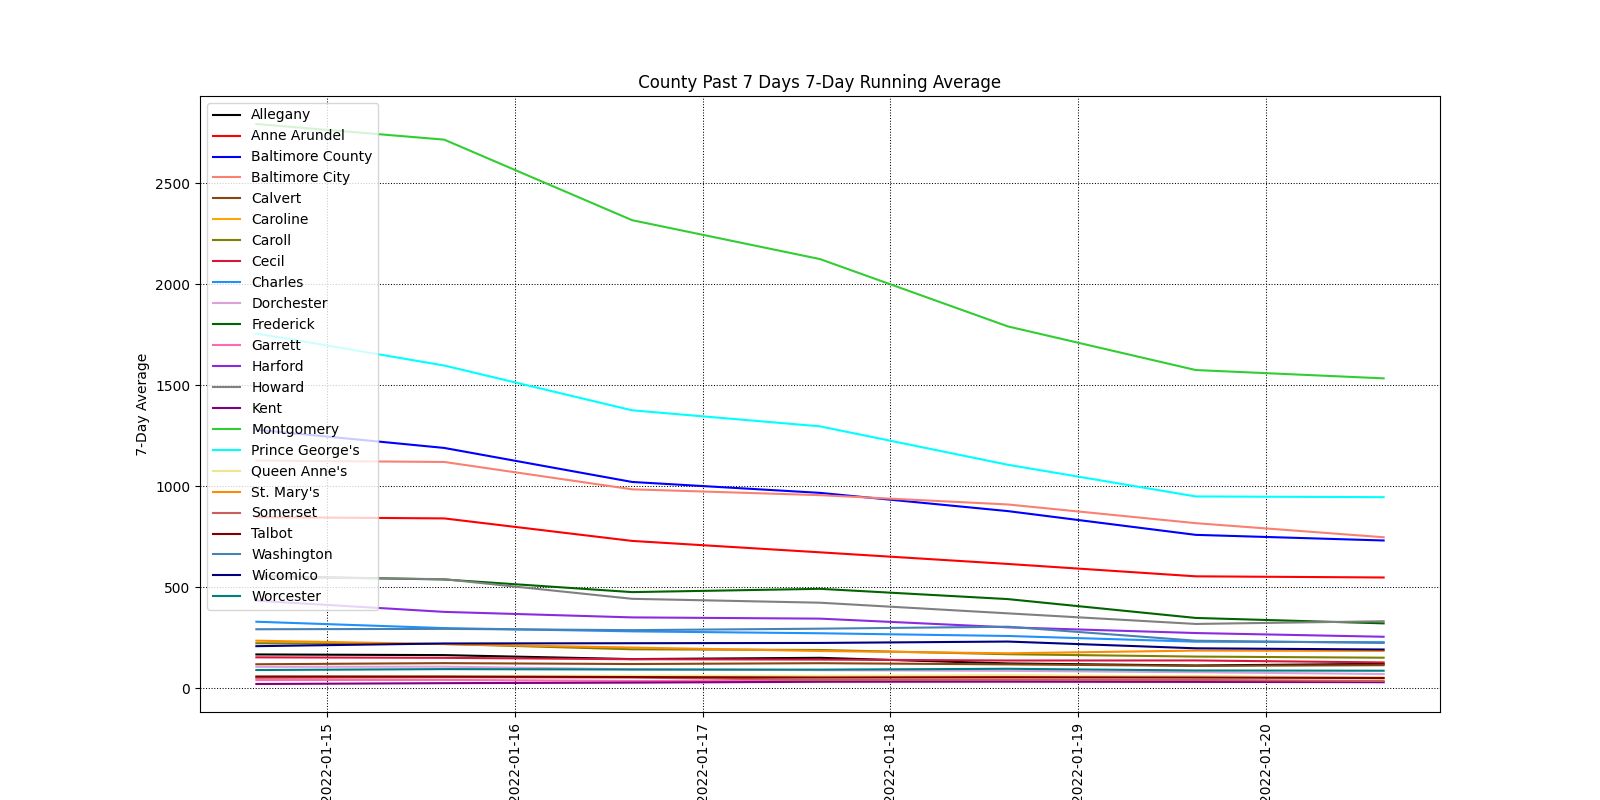 County Past 7 Days 7-Day Running Average
Allegany
Anne Arundel
Baltimore County
Baltimore City
Calvert
Caroline
Caroll
Cecil
Charles
Dorchester
Frederick
Garrett
Harford
Howard
Kent
Montgomery
Prince George's
Queen Anne's
St. Mary's
Somerset
Talbot
Washington
Wicomico
Worcester
7-Day Average
2500
2000
1500
1000
500
0
2022-01-15
2022-01-16
2022-01-17
2022-01-18
2022-01-19
2022-01-20